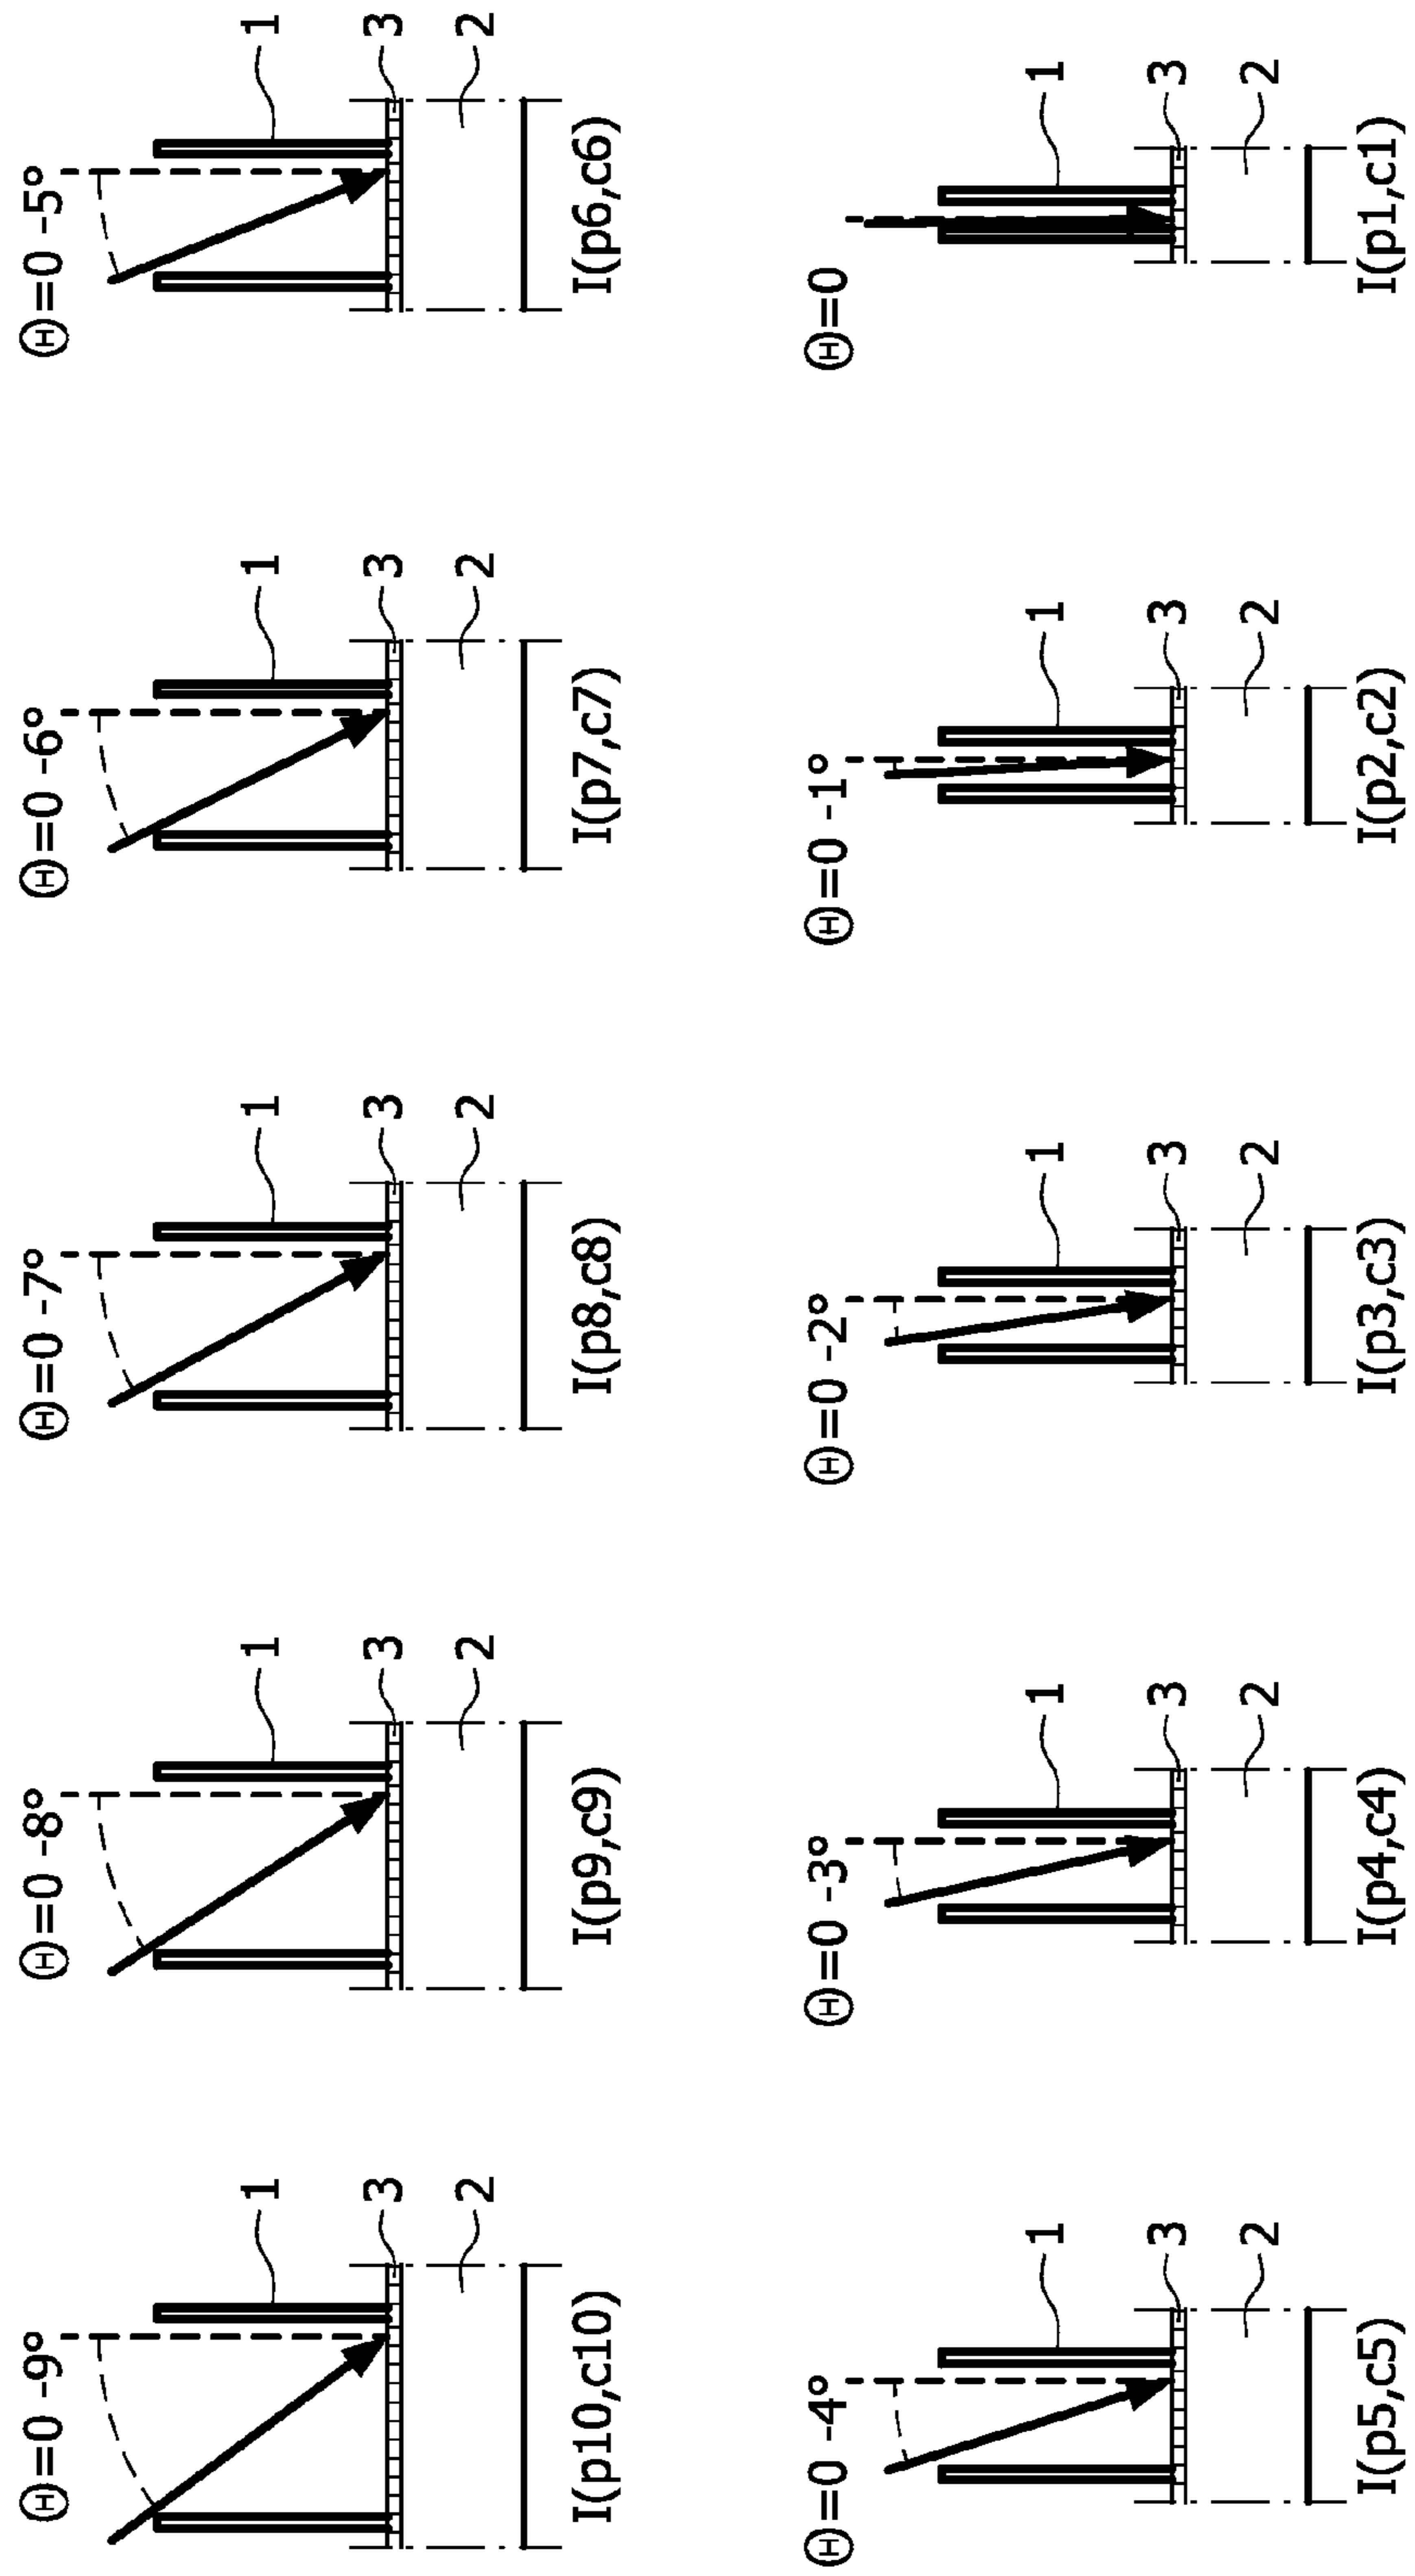 Θ=0 -9°
1
3
2
I(p10,c10)
Θ=0 -8°
1
3
2
I(p9,c9)
Θ=0 -7°
1
3
2
I(p8,c8)
Θ=0 -6°
1
3
2
I(p7,c7)
Θ=0 -5°
1
3
2
I(p6,c6)
Θ=0 -4°
1
3
2
I(p5,c5)
Θ=0 -3°
1
3
2
I(p4,c4)
Θ=0 -2°
1
3
2
I(p3,c3)
Θ=0 -1°
1
3
2
I(p2,c2)
Θ=0
1
3
2
I(p1,c1)